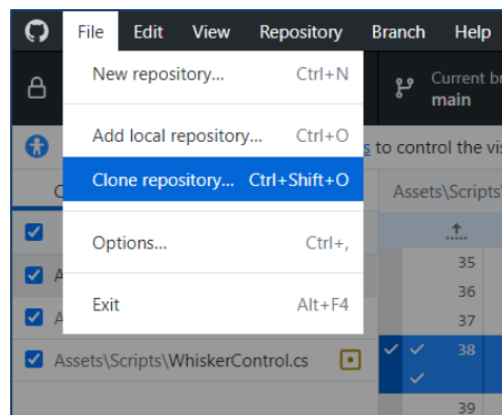 File Edit View Repository Branch Help
New repository... Ctrl+N
Current
main
Add local repository... Ctrl+O
s to control the vis
Clone repository... Ctrl+Shift+O
Assets\Scripts\
Options... Ctrl+,
35
36
Exit Alt+F4
37
Assets\Scripts\WhiskerControl.cs
38
39